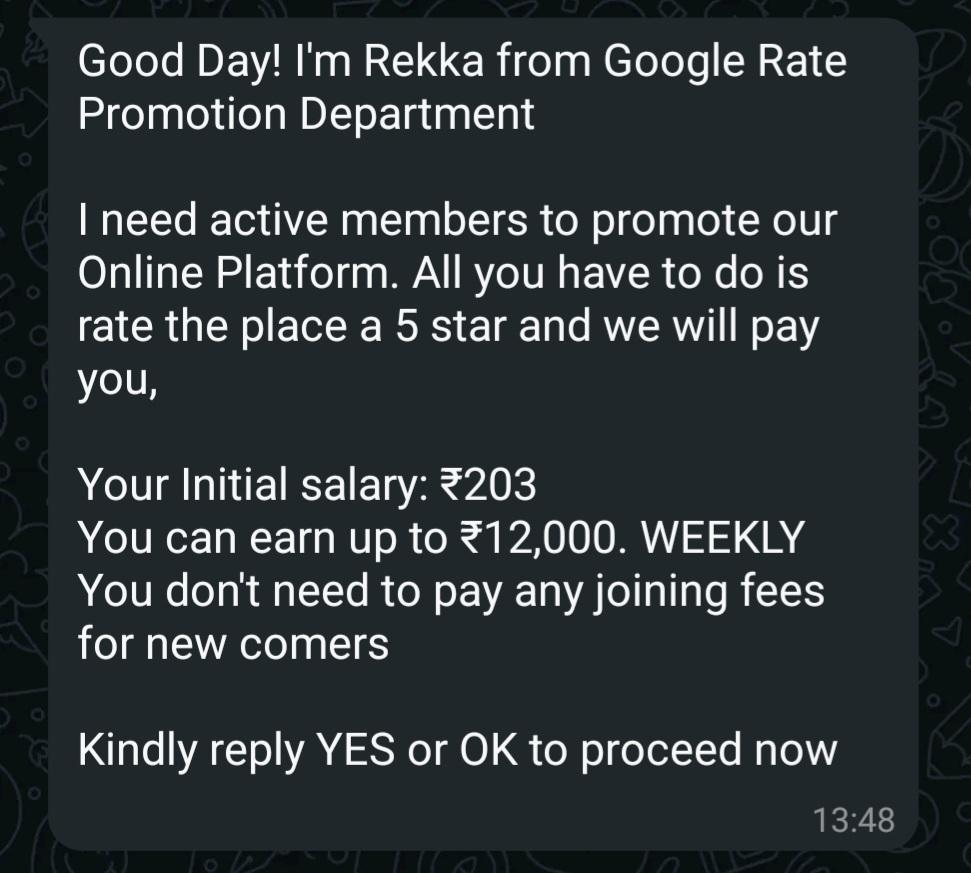 Good Day! I'm Rekka from Google Rate
Promotion Department
I need active members to promote our
Online Platform. All you have to do is
rate the place a 5 star and we will pay
you,
Your Initial salary: ₹203
You can earn up to ₹12,000. WEEKLY
You don't need to pay any joining fees
for new comers
Kindly reply YES or OK to proceed now
13:48